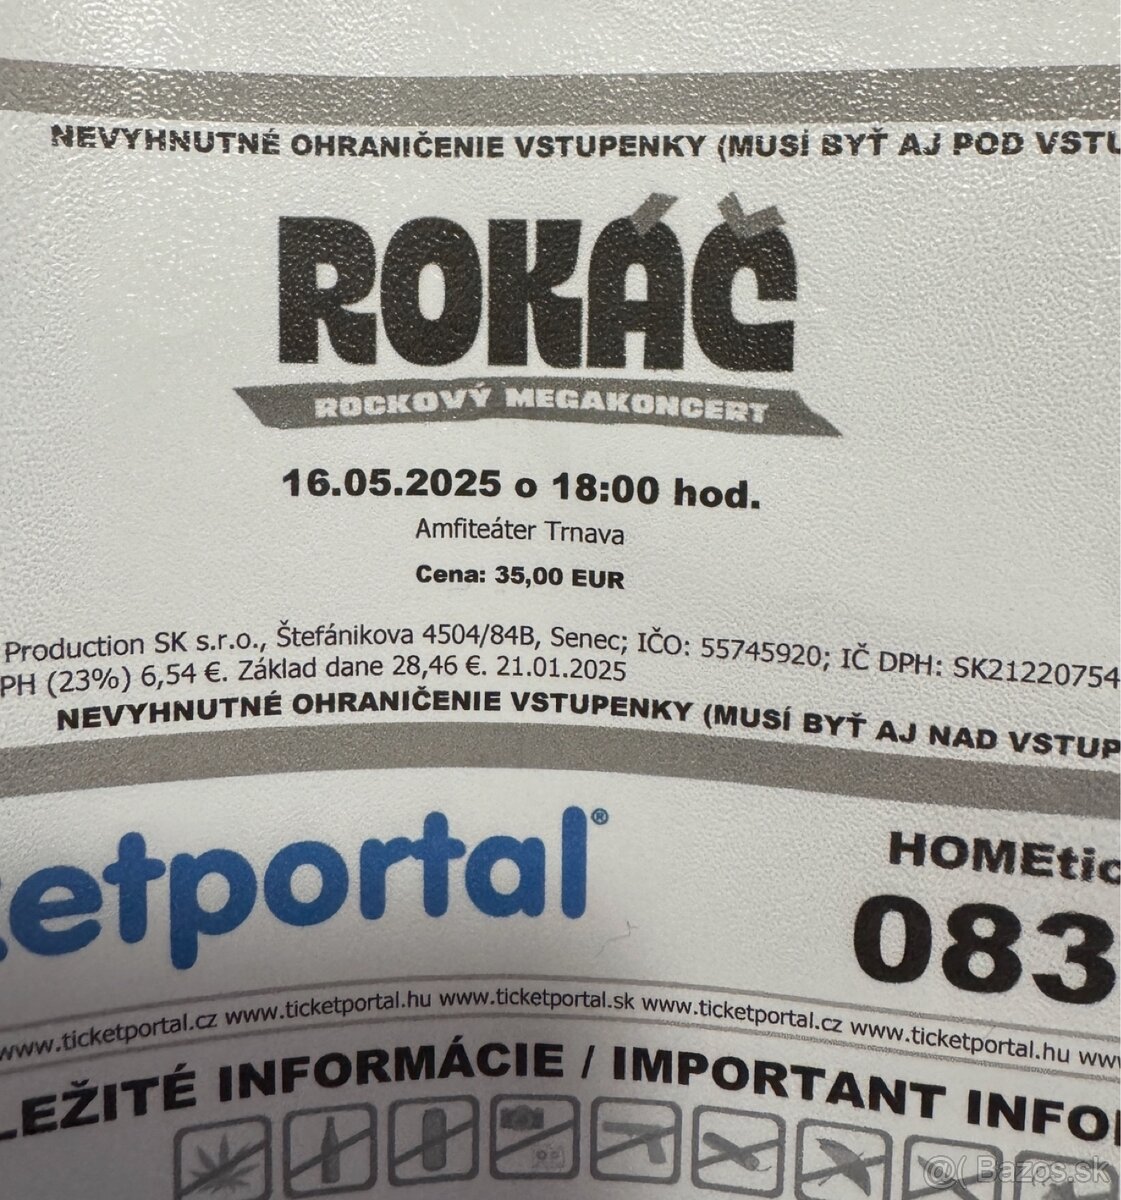 NEVYHNUTNÉ OHRANIČENIE VSTUPENKY (MUSÍ BYŤ AJ POD VSTU
ROKÁČ
ROCKOVÝ MEGAKONCERT
16.05.2025 o 18:00 hod.
Amfiteáter Trnava
Cena: 35,00 EUR
Production SK s.r.o., Štefánikova 4504/84B, Senec; IČO: 55745920; IČ DPH: SK21220754
PH (23%) 6,54 €. Základ dane 28,46 €. 21.01.2025
NEVYHNUTNÉ OHRANIČENIE VSTUPENKY (MUSÍ BYŤ AJ NAD VSTUP
etportal®
HOMEtic
083
www.ticketportal.cz www.ticketportal.hu www.ticketportal.sk www.ticketportal.cz www.ticketportal.hu www
LEŽITÉ INFORMÁCIE / IMPORTANT INFO
@( Bazos.sk